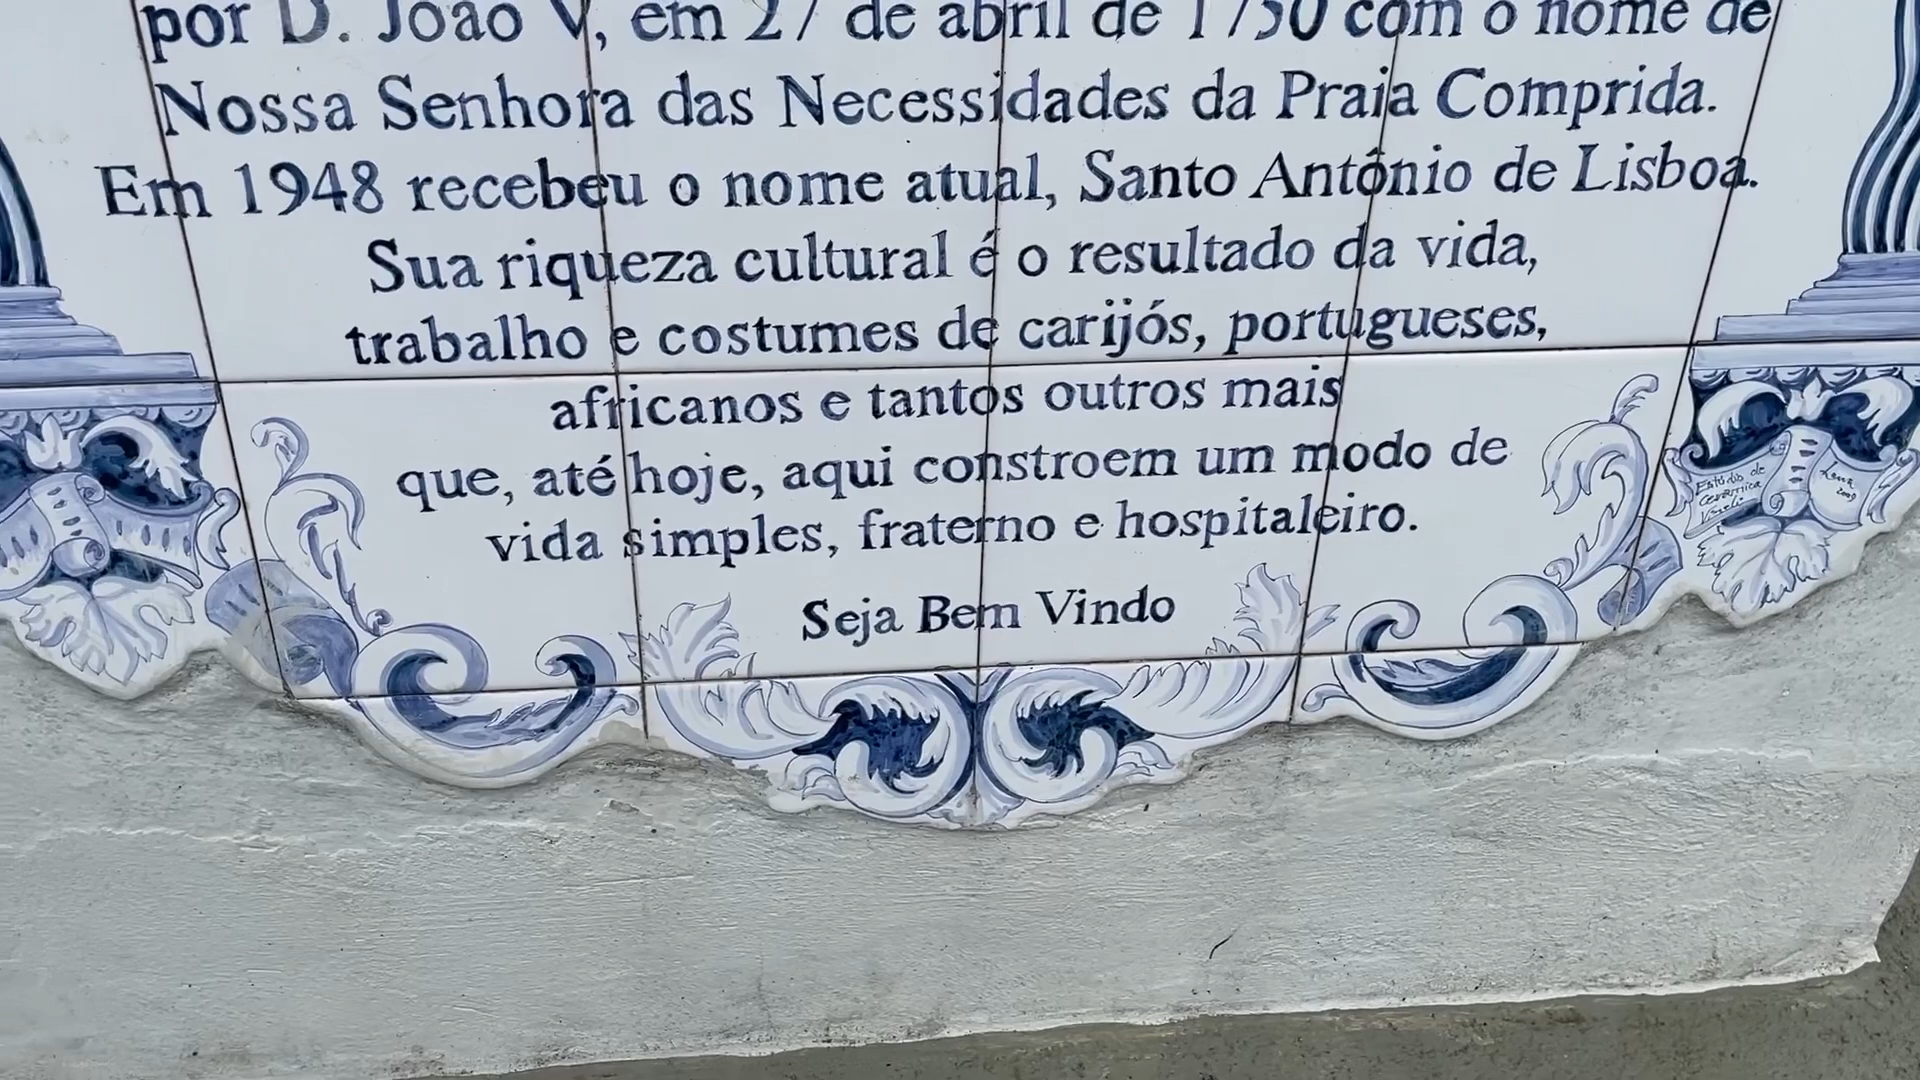 por D. João V, em 27 de abril de 1750 com o nome de
Nossa Senhora das Necessidades da Praia Comprida.
Em 1948 recebeu o nome atual, Santo Antônio de Lisboa.
Sua riqueza cultural é o resultado da vida,
trabalho e costumes de carijós, portugueses,
africanos e tantos outros mais
que, até hoje, aqui constroem um modo de
vida simples, fraterno e hospitaleiro.
Seja Bem Vindo
Estúdio de
Cerâmica